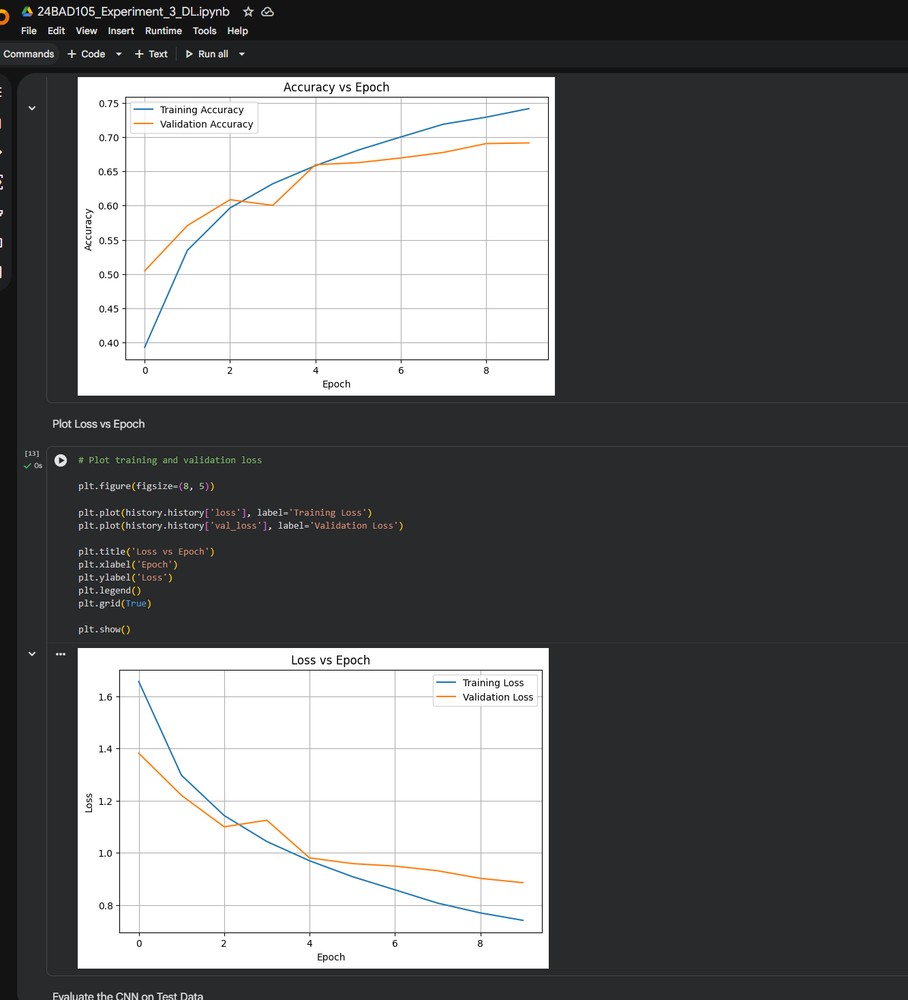 24BAD105_Experiment_3_DL.ipynb
File Edit View Insert Runtime Tools Help
Commands + Code + Text Run all
Accuracy vs Epoch
Training Accuracy
Validation Accuracy
0.75
0.70
0.65
0.60
0.55
0.50
0.45
0.40
Accuracy
0 2 4 6 8
Epoch
Plot Loss vs Epoch
[13]
0s
# Plot training and validation loss
plt.figure(figsize=(8, 5))
plt.plot(history.history['loss'], label='Training Loss')
plt.plot(history.history['val_loss'], label='Validation Loss')
plt.title('Loss vs Epoch')
plt.xlabel('Epoch')
plt.ylabel('Loss')
plt.legend()
plt.grid(True)
plt.show()
Loss vs Epoch
Training Loss
Validation Loss
1.6
1.4
1.2
1.0
0.8
Loss
0 2 4 6 8
Epoch
Evaluate the CNN on Test Data